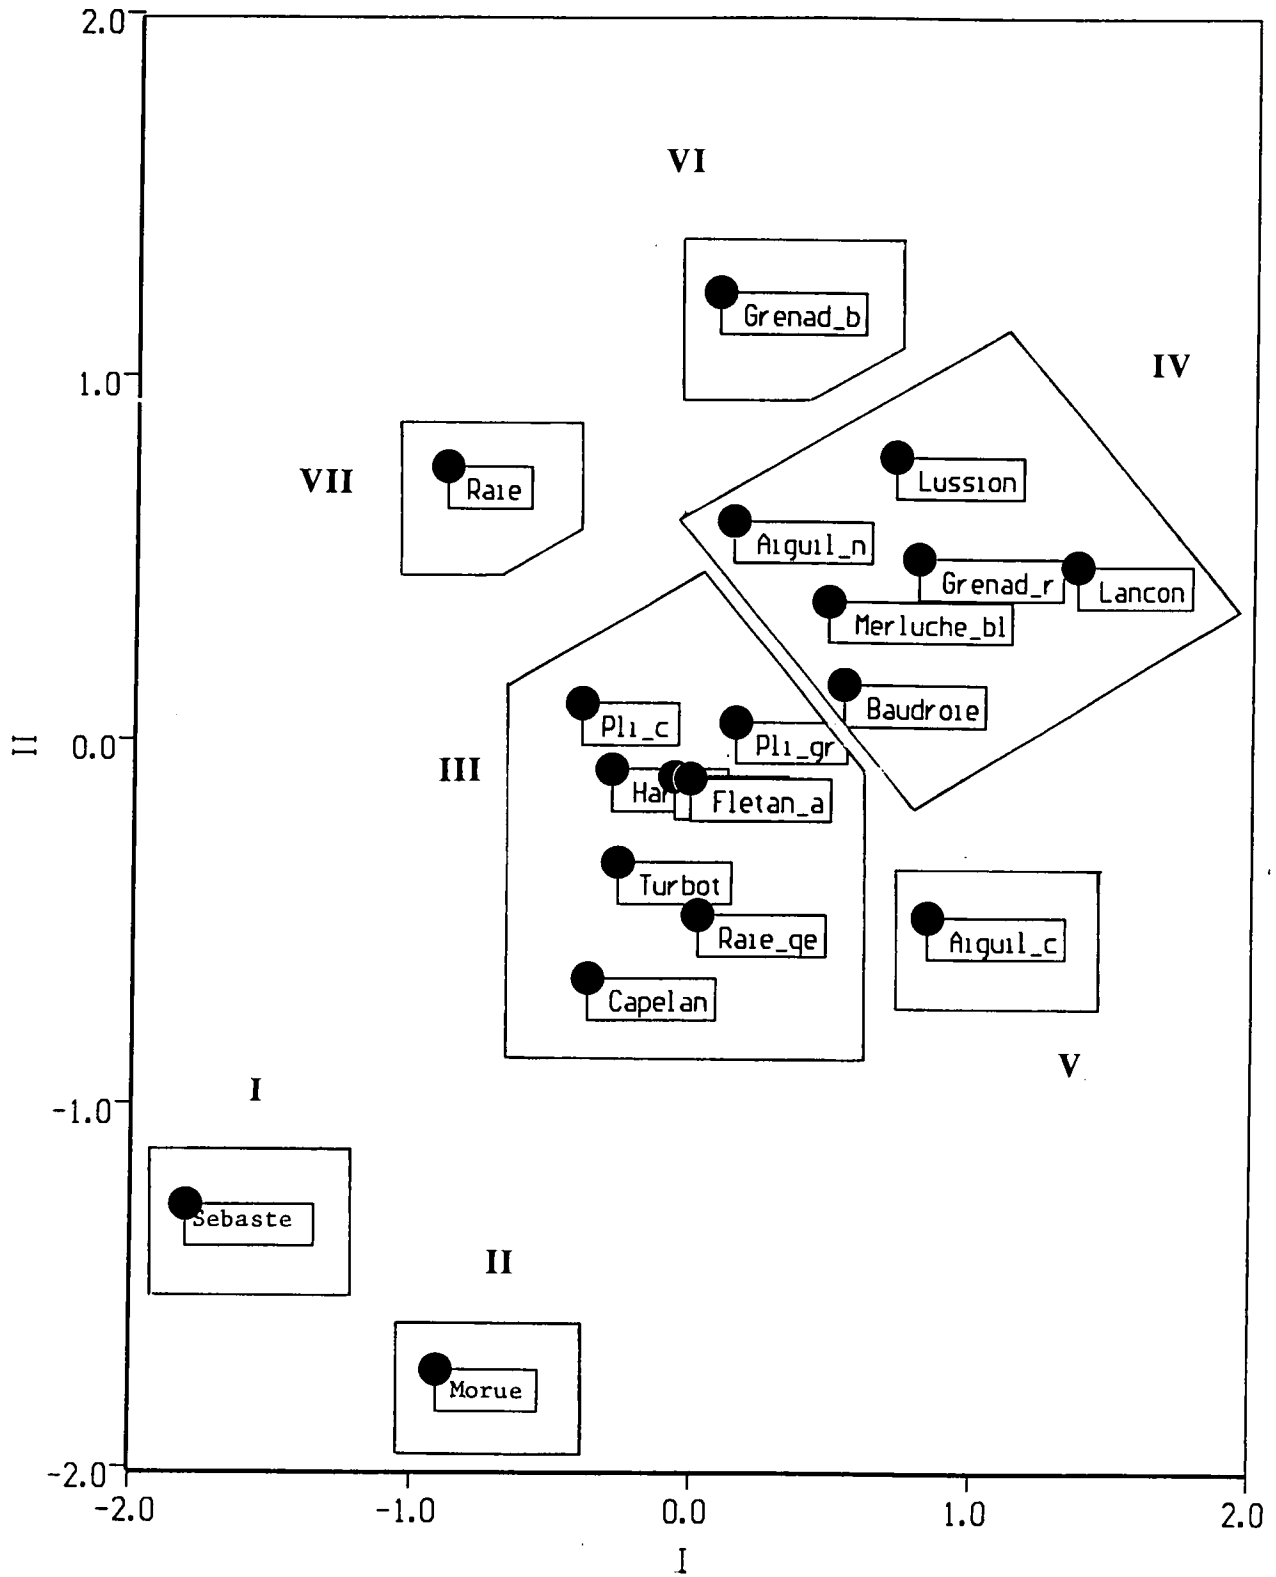 2.0
VI
Grenad_b
1.0
IV
VII
Raie
Lussion
Aiguil_n
Grenad_r
Lancon
Merluche_bl
Baudroie
Pli_c
Pli_gr
II
0.0
III
Har
Fletan_a
Turbot
Raie_ge
Aiguil_c
Capelan
V
I
-1.0
Sebaste
II
Morue
-2.0
-2.0 -1.0 0.0 1.0 2.0
I